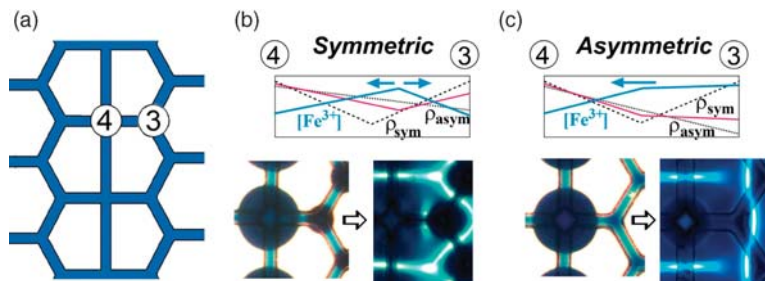 (a)
④ ③
(b)
④ Symmetric ③
[Fe³⁺] ρsym ρasym
(c)
④ Asymmetric ③
[Fe³⁺] ρsym
ρasym